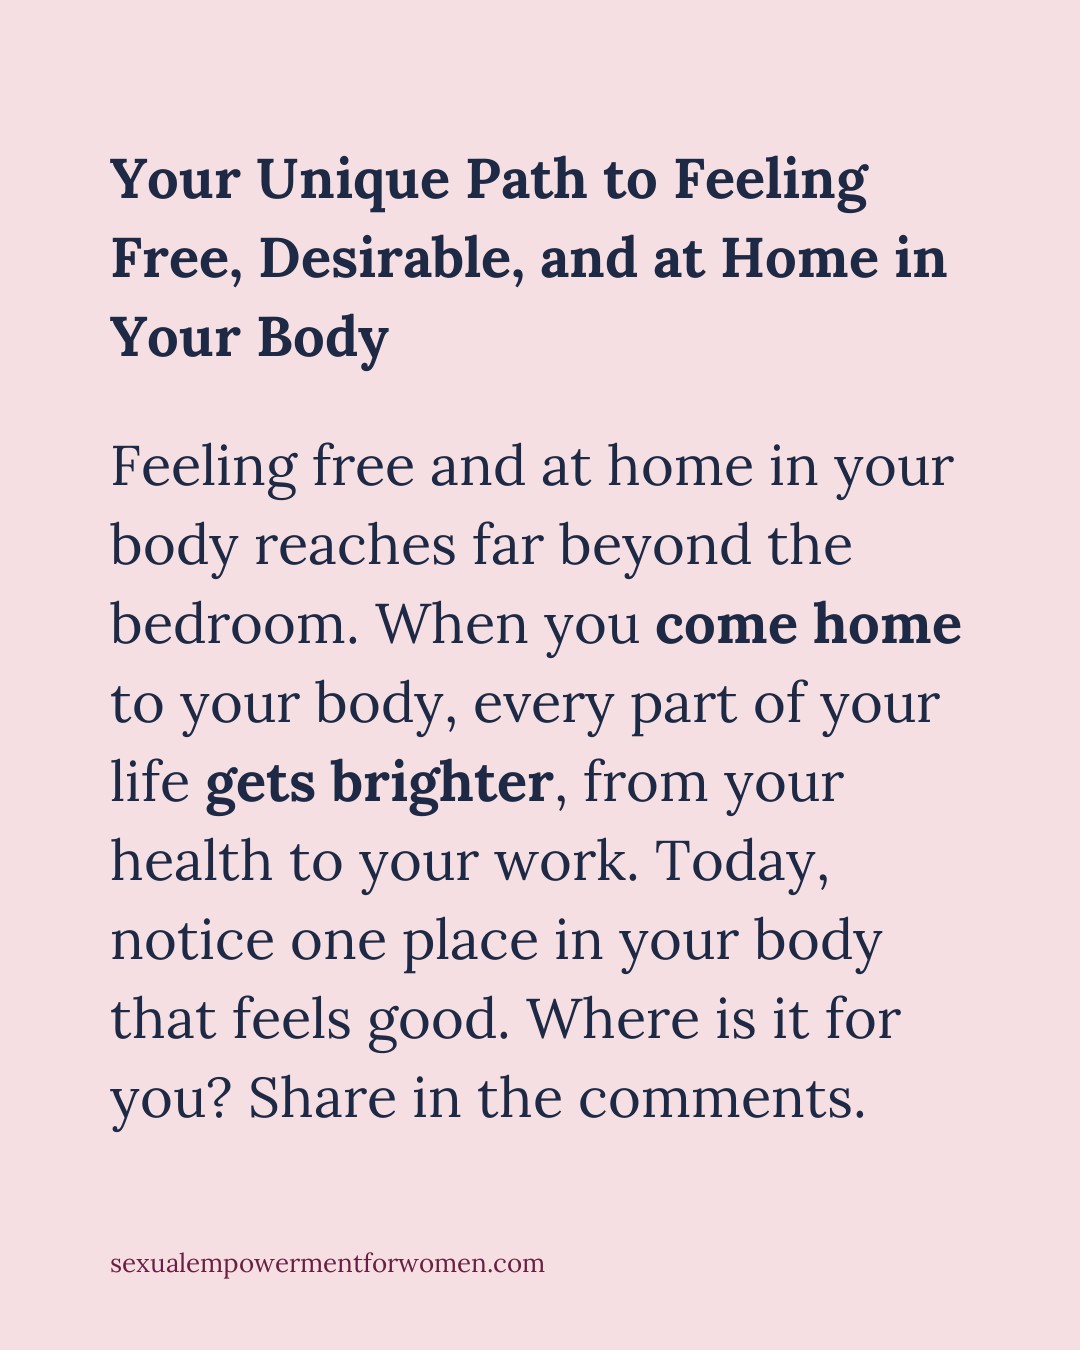 Your Unique Path to Feeling
Free, Desirable, and at Home in
Your Body
Feeling free and at home in your
body reaches far beyond the
bedroom. When you come home
to your body, every part of your
life gets brighter, from your
health to your work. Today,
notice one place in your body
that feels good. Where is it for
you? Share in the comments.
sexualempowermentforwomen.com